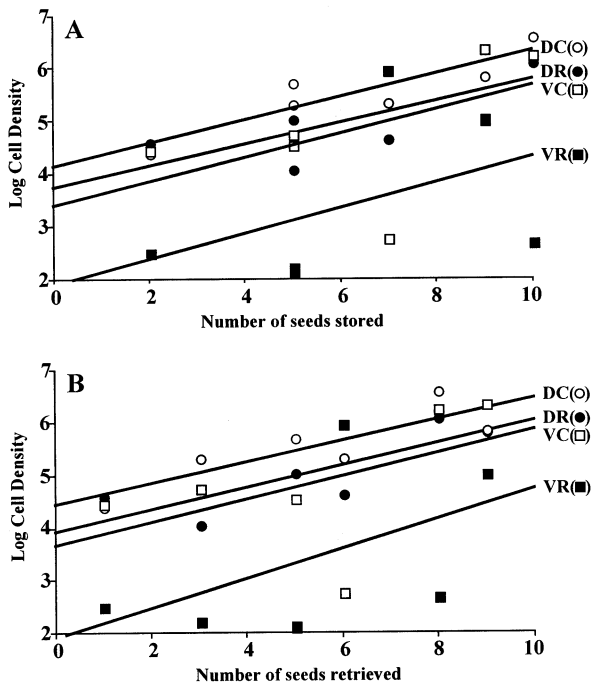 A
7
6
5
4
3
2
Log Cell Density
0 2 4 6 8 10
Number of seeds stored
DC(○)
DR(●)
VC(□)
VR(■)
B
7
6
5
4
3
2
Log Cell Density
0 2 4 6 8 10
Number of seeds retrieved
DC(○)
DR(●)
VC(□)
VR(■)